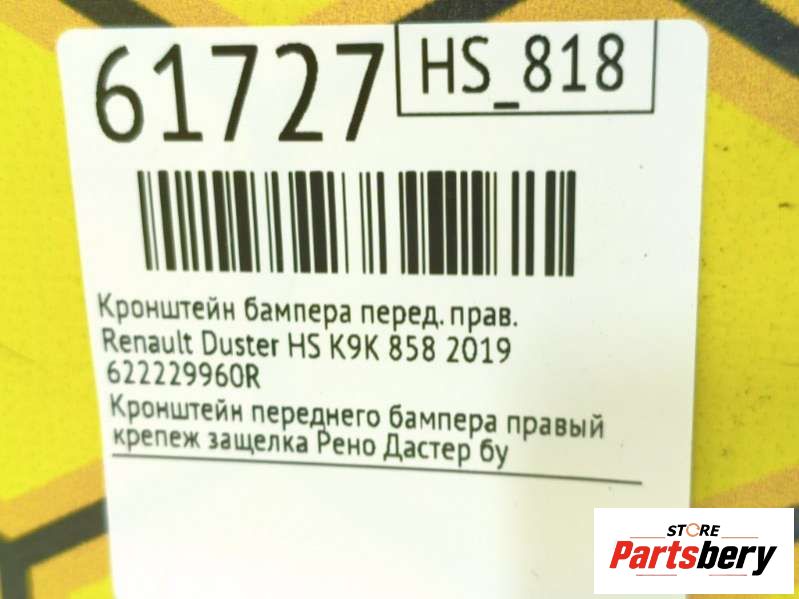 61727
HS_818
Кронштейн бампера перед. прав.
Renault Duster HS K9K 858 2019
622229960R
Кронштейн переднего бампера правый
крепеж защелка Рено Дастер бу
STORE
Partsbery